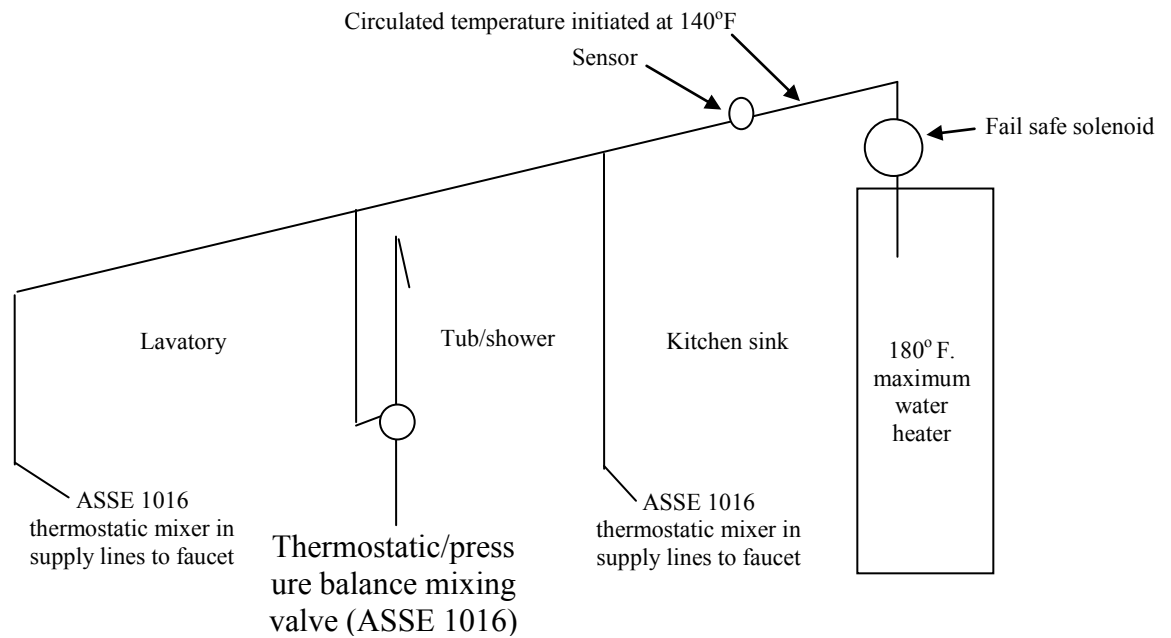 Circulated temperature initiated at 140°F
Sensor
Fail safe solenoid
Lavatory
Tub/shower
Kitchen sink
180° F.
maximum
water
heater
ASSE 1016
thermostatic mixer in
supply lines to faucet
Thermostatic/press
ure balance mixing
valve (ASSE 1016)
ASSE 1016
thermostatic mixer in
supply lines to faucet